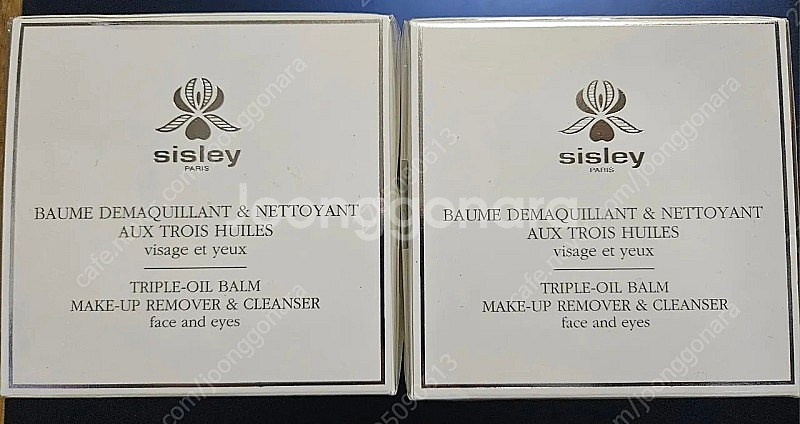 sisley
PARIS
BAUME DEMAQUILLANT & NETTOYANT
AUX TROIS HUILES
visage et yeux
TRIPLE-OIL BALM
MAKE-UP REMOVER & CLEANSER
face and eyes
sisley
PARIS
BAUME DEMAQUILLANT & NETTOYANT
AUX TROIS HUILES
visage et yeux
TRIPLE-OIL BALM
MAKE-UP REMOVER & CLEANSER
face and eyes
Joonggonara